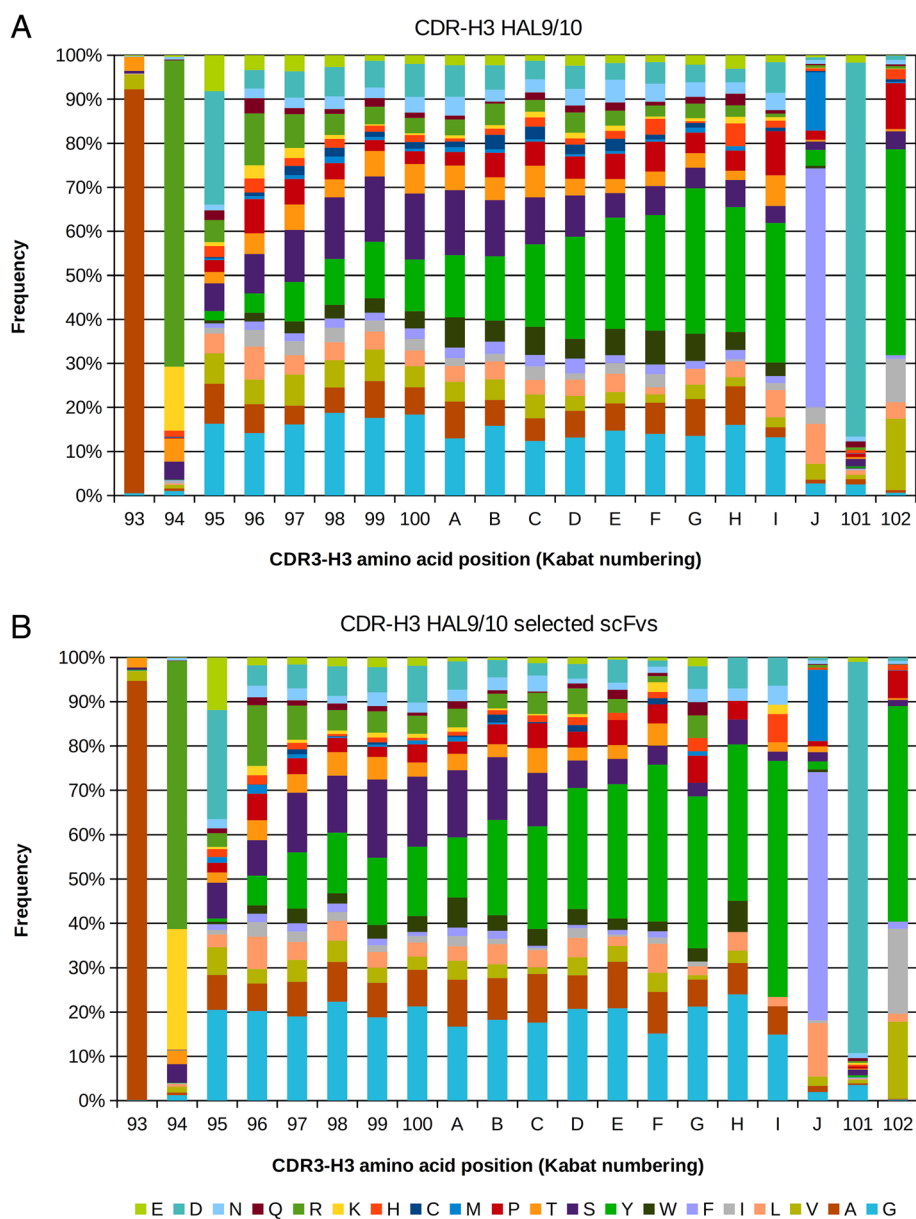 A
CDR-H3 HAL9/10
100%
90%
80%
70%
60%
50%
40%
30%
20%
10%
0%
Frequency
93 94 95 96 97 98 99 100 A B C D E F G H I J 101 102
CDR3-H3 amino acid position (Kabat numbering)
B
CDR-H3 HAL9/10 selected scFvs
100%
90%
80%
70%
60%
50%
40%
30%
20%
10%
0%
Frequency
93 94 95 96 97 98 99 100 A B C D E F G H I J 101 102
CDR3-H3 amino acid position (Kabat numbering)
E D N Q R K H C M P T S Y W F I L V A G